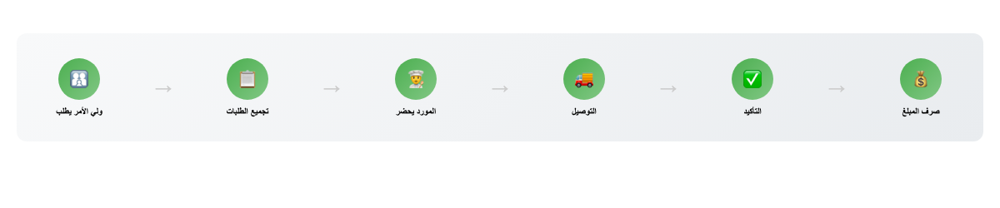 ولي الأمر يطلب
تجميع الطلبات
المورد يحضر
التوصيل
التأكيد
صرف المبلغ